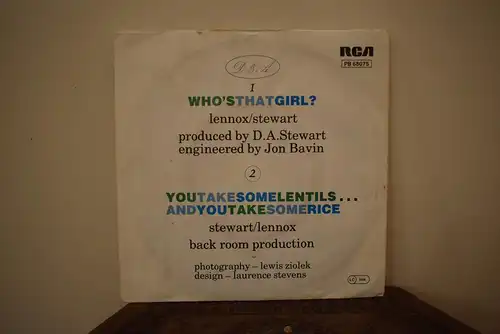 RCA
PB 68075
1
WHO'STHATGIRL?
lennox/stewart
produced by D.A.Stewart
engineered by Jon Bavin
2
YOUTAKESOMELENTILS...
ANDYOUTAKESOMERICE
stewart/lennox
back room production
–
photography – lewis ziolek
design – laurence stevens